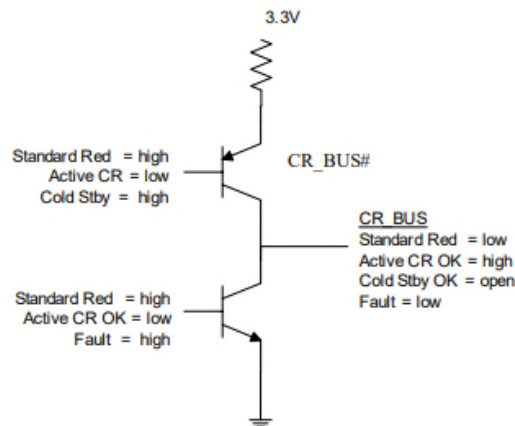 3.3V
Standard Red = high
Active CR = low
Cold Stby = high
CR_BUS#
CR_BUS
Standard Red = low
Active CR OK = high
Cold Stby OK = open
Fault = low
Standard Red = high
Active CR OK = low
Fault = high